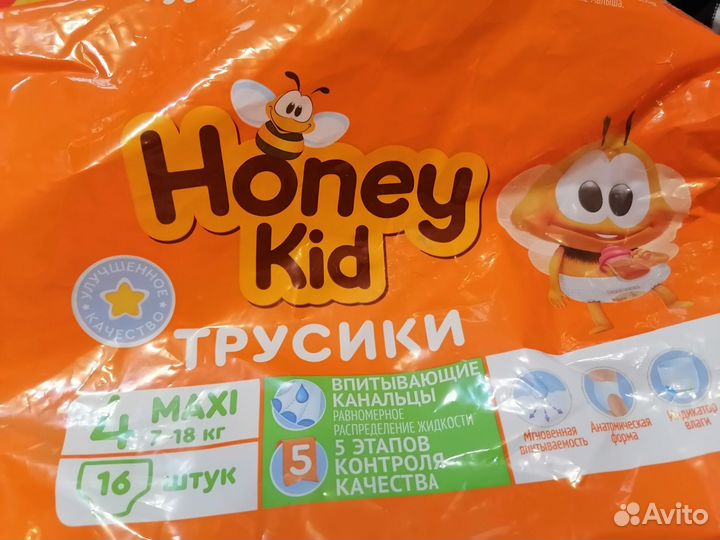 Honey
Kid
УЛУЧШЕННОЕ
КАЧЕСТВО
ТРУСИКИ
4 MAXI
7-18 кг
16 штук
ВПИТЫВАЮЩИЕ
КАНАЛЬЦЫ
РАВНОМЕРНОЕ
РАСПРЕДЕЛЕНИЕ ЖИДКОСТИ
5
5 ЭТАПОВ
КОНТРОЛЯ
КАЧЕСТВА
Мгновенная
впитываемость
Анатомическая
форма
Индикатор
влаги
Avito